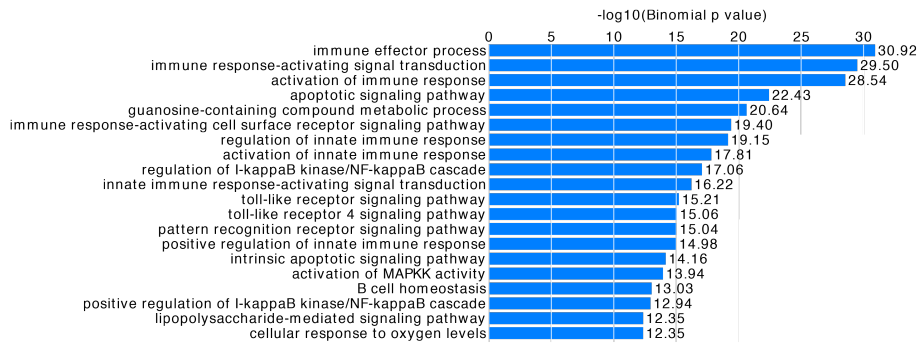 -log10(Binomial p value)
0 5 10 15 20 25 30
immune effector process 30.92
immune response-activating signal transduction 29.50
activation of immune response 28.54
apoptotic signaling pathway 22.43
guanosine-containing compound metabolic process 20.64
immune response-activating cell surface receptor signaling pathway 19.40
regulation of innate immune response 19.15
activation of innate immune response 17.81
regulation of I-kappaB kinase/NF-kappaB cascade 17.06
innate immune response-activating signal transduction 16.22
toll-like receptor signaling pathway 15.21
toll-like receptor 4 signaling pathway 15.06
pattern recognition receptor signaling pathway 15.04
positive regulation of innate immune response 14.98
intrinsic apoptotic signaling pathway 14.16
activation of MAPKK activity 13.94
B cell homeostasis 13.03
positive regulation of I-kappaB kinase/NF-kappaB cascade 12.94
lipopolysaccharide-mediated signaling pathway 12.35
cellular response to oxygen levels 12.35